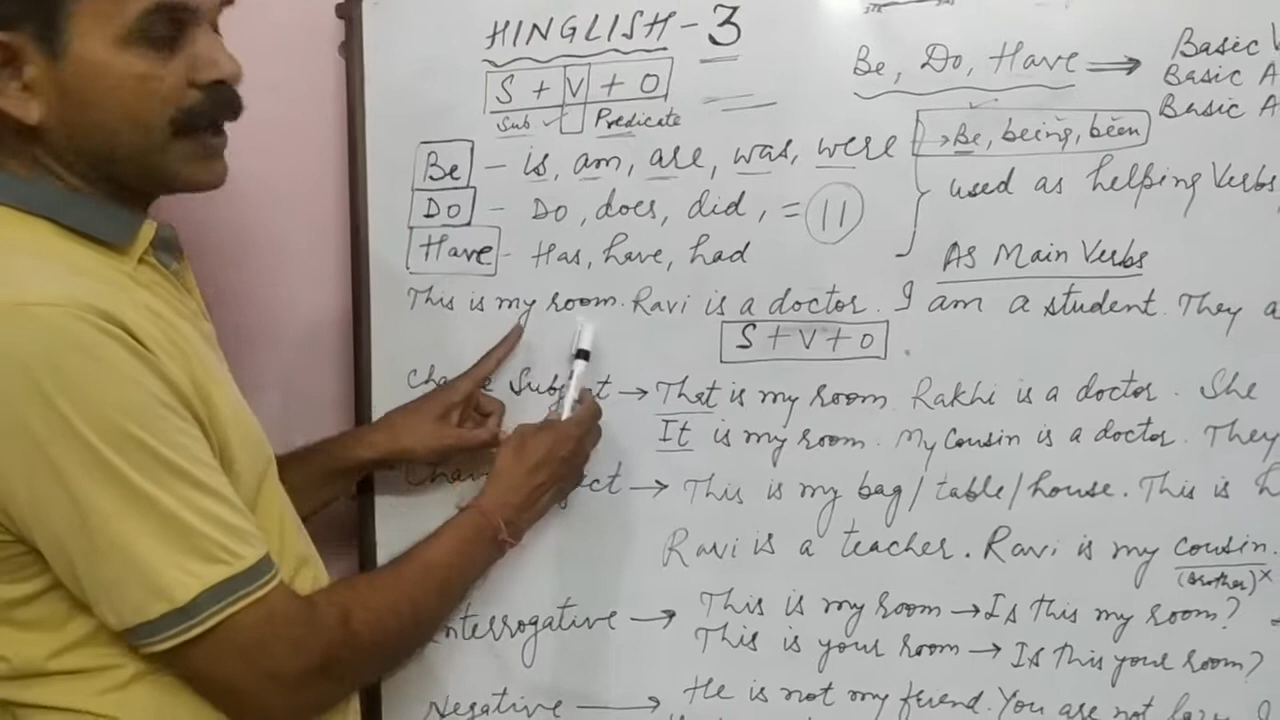 HINGLISH - 3
S + V + O
Sub Predicate
Be, Do, Have ⇒ Basic
Basic A
Basic A
Be - is, am, are, was, were → Be, being, been
Do - Do, does, did, = 11
used as helping Verbs,
Have - Has, have, had
As Main Verbs
This is my room. Ravi is a doctor. I am a student. They a
S + V + O
Subject → That is my room Rakhi is a doctor. She
It is my room. My Cousin is a doctor. They
→ This is my bag/table/house. This is h
Ravi is a teacher. Ravi is my cousin.
(Brother) x
Interrogative → This is my room → Is this my room?
This is your room → Is this your room?
Negative → He is not my friend. You are not